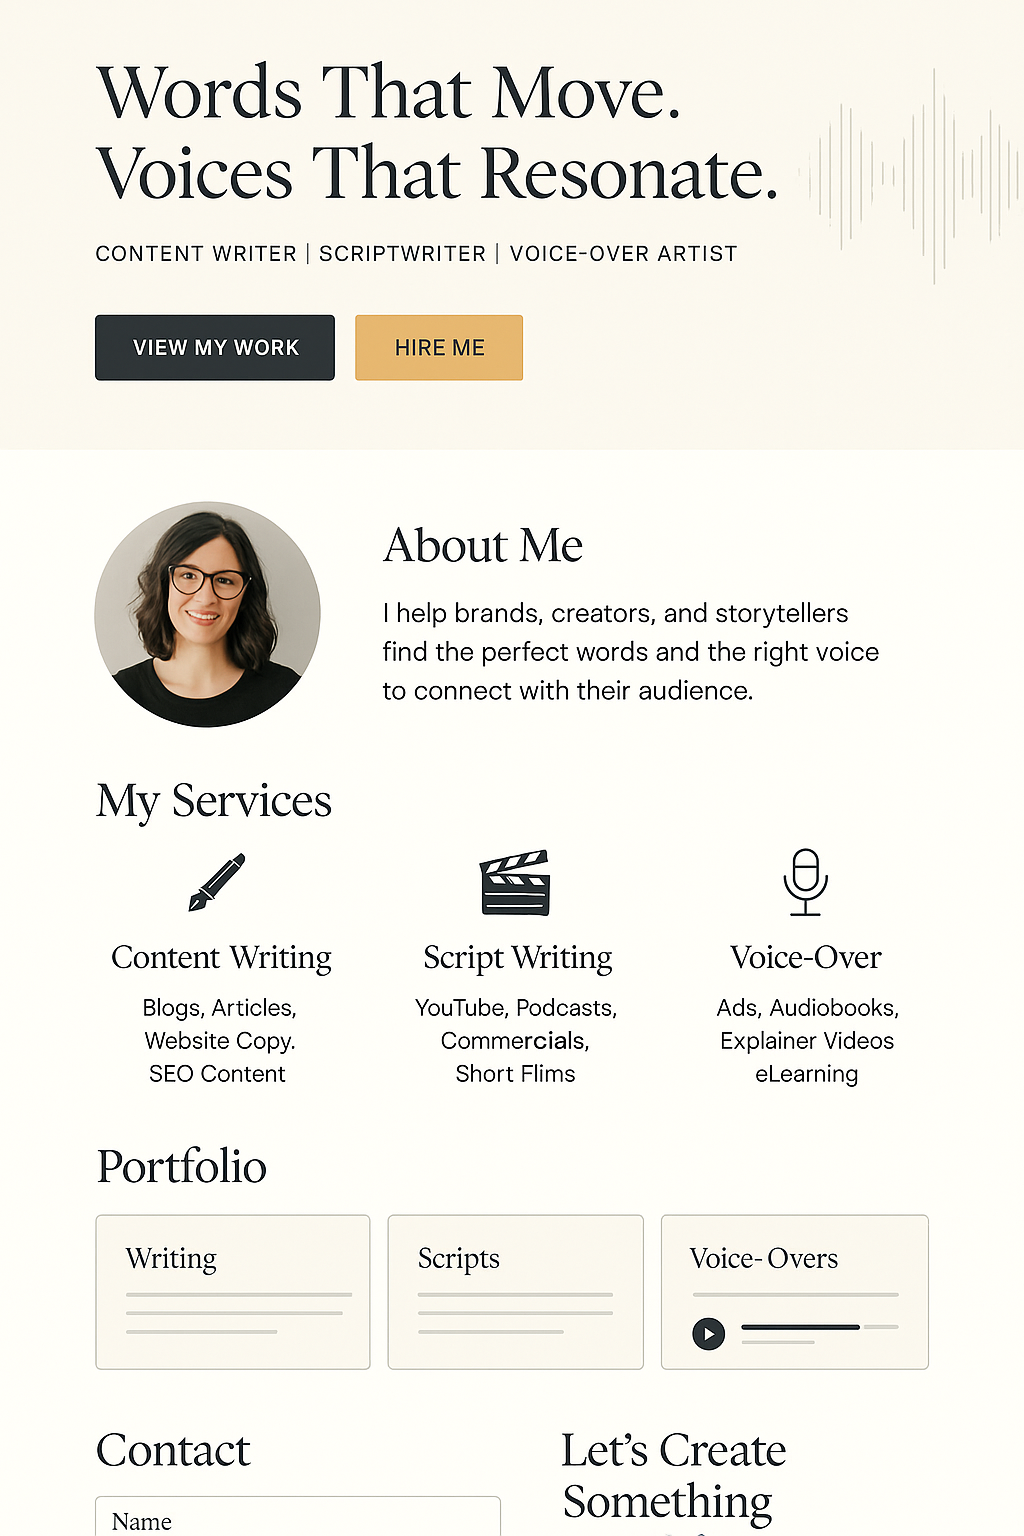 Words That Move.
Voices That Resonate.
CONTENT WRITER | SCRIPTWRITER | VOICE-OVER ARTIST
VIEW MY WORK
HIRE ME
About Me
I help brands, creators, and storytellers
find the perfect words and the right voice
to connect with their audience.
My Services
Content Writing
Blogs, Articles,
Website Copy.
SEO Content
Script Writing
YouTube, Podcasts,
Commercials,
Short Flims
Voice-Over
Ads, Audiobooks,
Explainer Videos
eLearning
Portfolio
Writing
Scripts
Voice-Overs
Contact
Name
Let's Create
Something